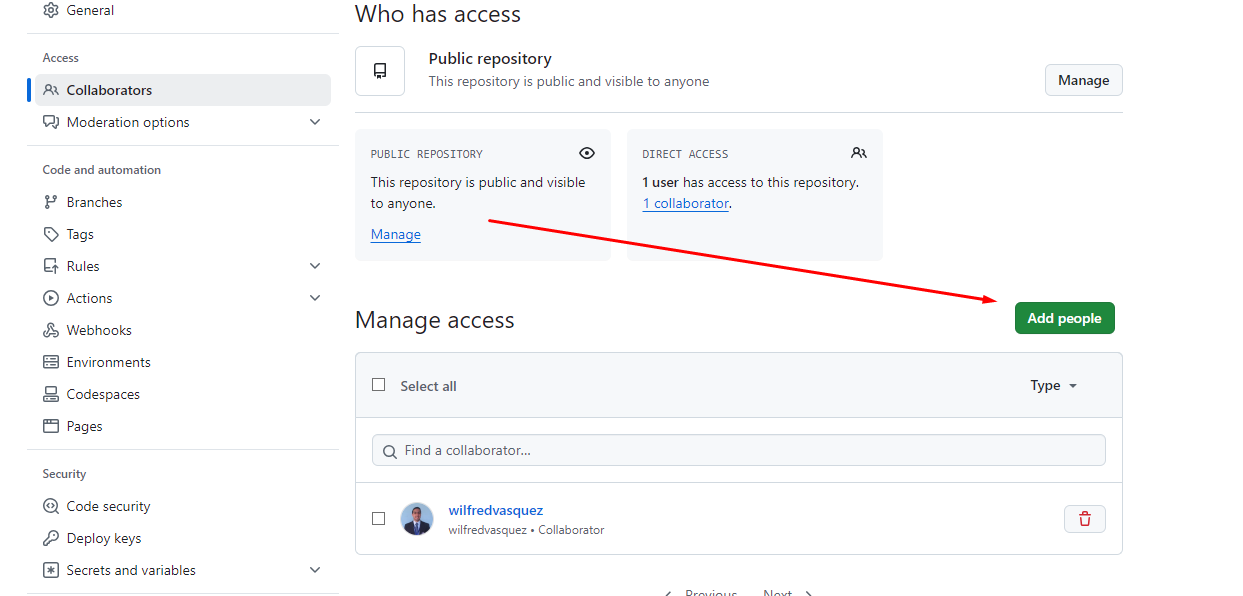 General
Access
Collaborators
Moderation options
Code and automation
Branches
Tags
Rules
Actions
Webhooks
Environments
Codespaces
Pages
Security
Code security
Deploy keys
Secrets and variables
Who has access
Public repository
This repository is public and visible to anyone
Manage
PUBLIC REPOSITORY
This repository is public and visible
to anyone.
Manage
DIRECT ACCESS
1 user has access to this repository.
1 collaborator.
Manage access
Add people
Select all
Type
Find a collaborator...
wilfredvasquez
wilfredvasquez • Collaborator
Previous Next